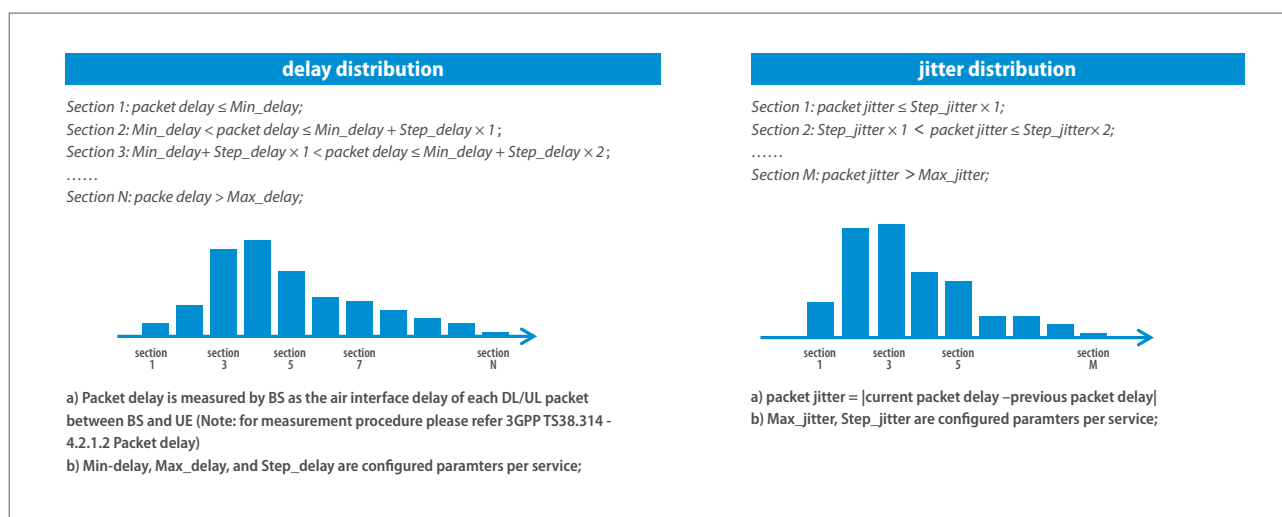 delay distribution
Section 1: packet delay ≤ Min_delay;
Section 2: Min_delay < packet delay ≤ Min_delay + Step_delay × 1 ;
Section 3: Min_delay+ Step_delay × 1 < packet delay ≤ Min_delay + Step_delay × 2 ;
……
Section N: packe delay > Max_delay;
section 1
section 3
section 5
section 7
section N
a) Packet delay is measured by BS as the air interface delay of each DL/UL packet
between BS and UE (Note: for measurement procedure please refer 3GPP TS38.314 -
4.2.1.2 Packet delay)
b) Min-delay, Max_delay, and Step_delay are configured paramters per service;
jitter distribution
Section 1: packet jitter ≤ Step_jitter × 1;
Section 2: Step_jitter × 1 < packet jitter ≤ Step_jitter× 2;
……
Section M: packet jitter > Max_jitter;
section 1
section 3
section 5
section M
a) packet jitter = |current packet delay –previous packet delay|
b) Max_jitter, Step_jitter are configured paramters per service;